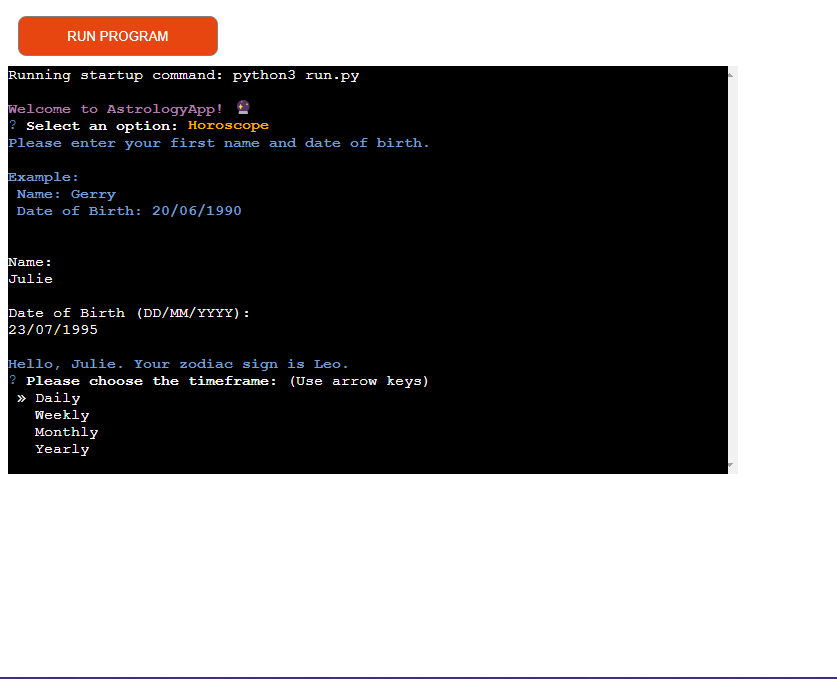 RUN PROGRAM
Running startup command: python3 run.py
Welcome to AstrologyApp! 🔮
? Select an option: Horoscope
Please enter your first name and date of birth.
Example:
Name: Gerry
Date of Birth: 20/06/1990
Name:
Julie
Date of Birth (DD/MM/YYYY):
23/07/1995
Hello, Julie. Your zodiac sign is Leo.
? Please choose the timeframe: (Use arrow keys)
» Daily
Weekly
Monthly
Yearly